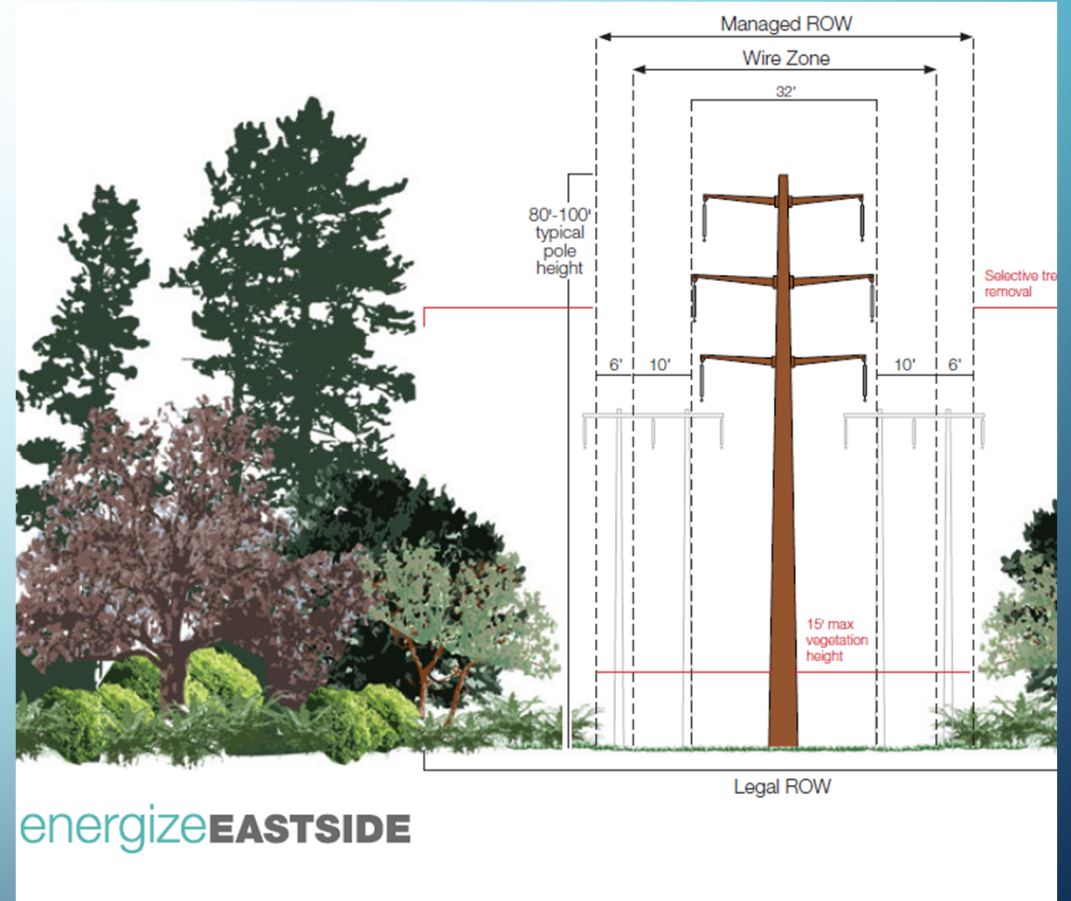 Managed ROW
Wire Zone
32'
80'-100'
typical
pole
height
Selective tre
removal
6'
10'
10'
6'
15' max
vegetation
height
Legal ROW
energizeEASTSIDE